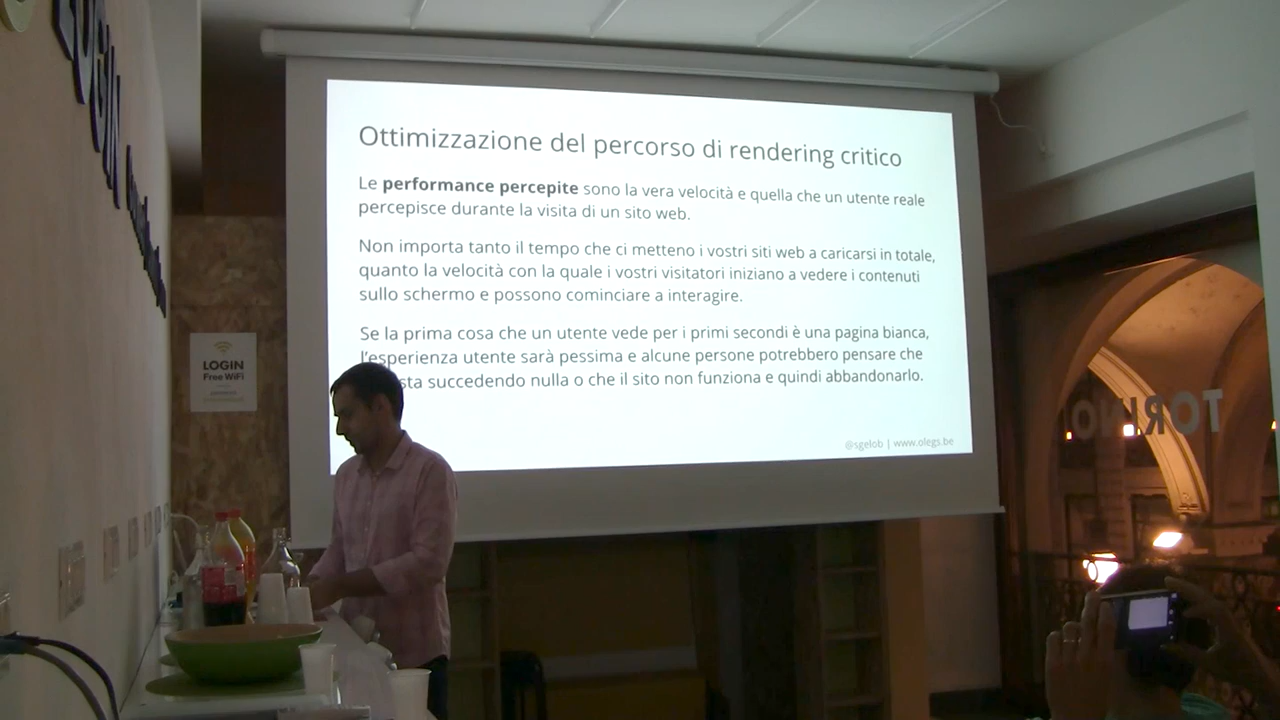 LOGIN
Ottimizzazione del percorso di rendering critico
Le performance percepite sono la vera velocità e quella che un utente reale
percepisce durante la visita di un sito web.
Non importa tanto il tempo che ci metteno i vostri siti web a caricarsi in totale,
quanto la velocità con la quale i vostri visitatori iniziano a vedere i contenuti
sullo schermo e possono cominciare a interagire.
Se la prima cosa che un utente vede per i primi secondi è una pagina bianca,
l'esperienza utente sarà pessima e alcune persone potrebbero pensare che
sta succedendo nulla o che il sito non funziona e quindi abbandonarlo.
@sgelob | www.olegs.be
LOGIN
Free WiFi
TORINO